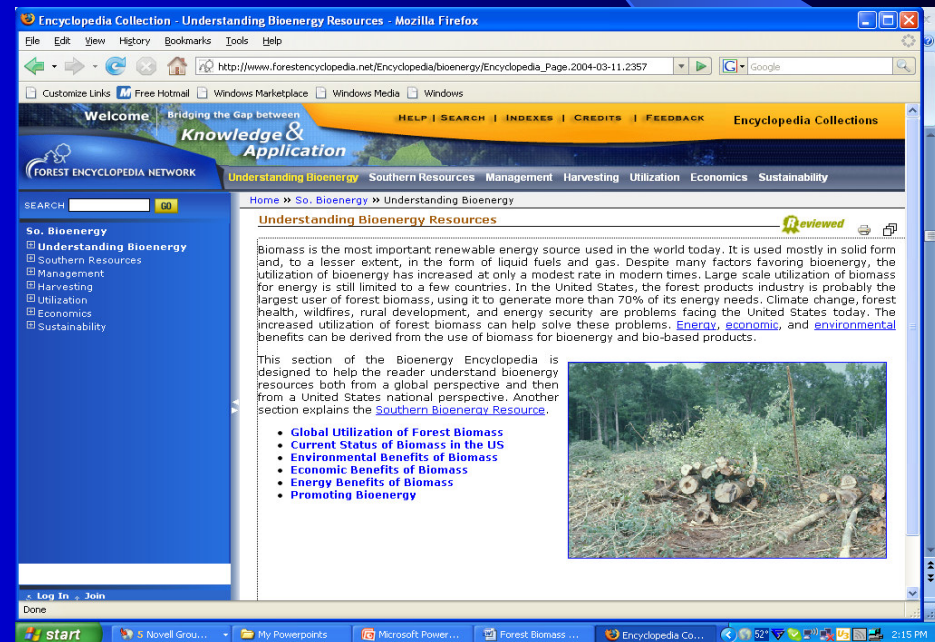 Encyclopedia Collection - Understanding Bioenergy Resources - Mozilla Firefox
File Edit View History Bookmarks Tools Help
http://www.forestencyclopedia.net/Encyclopedia/bioenergy/Encyclopedia_Page.2004-03-11.2357
G Google
Customize Links Free Hotmail Windows Marketplace Windows Media Windows
Welcome Bridging the Gap between
Knowledge &
Application
HELP | SEARCH | INDEXES | CREDITS | FEEDBACK
Encyclopedia Collections
FOREST ENCYCLOPEDIA NETWORK
Understanding Bioenergy Southern Resources Management Harvesting Utilization Economics Sustainability
SEARCH GO
Home » So. Bioenergy » Understanding Bioenergy
So. Bioenergy
Understanding Bioenergy
Southern Resources
Management
Harvesting
Utilization
Economics
Sustainability
Understanding Bioenergy Resources
Reviewed
Biomass is the most important renewable energy source used in the world today. It is used mostly in solid form
and, to a lesser extent, in the form of liquid fuels and gas. Despite many factors favoring bioenergy, the
utilization of bioenergy has increased at only a modest rate in modern times. Large scale utilization of biomass
for energy is still limited to a few countries. In the United States, the forest products industry is probably the
largest user of forest biomass, using it to generate more than 70% of its energy needs. Climate change, forest
health, wildfires, rural development, and energy security are problems facing the United States today. The
increased utilization of forest biomass can help solve these problems. Energy, economic, and environmental
benefits can be derived from the use of biomass for bioenergy and bio-based products.
This section of the Bioenergy Encyclopedia is
designed to help the reader understand bioenergy
resources both from a global perspective and then
from a United States national perspective. Another
section explains the Southern Bioenergy Resource.
• Global Utilization of Forest Biomass
• Current Status of Biomass in the US
• Environmental Benefits of Biomass
• Economic Benefits of Biomass
• Energy Benefits of Biomass
• Promoting Bioenergy
Log In Join
Done
start 5 Novell Grou... My Powerpoints Microsoft Power... Forest Biomass ... Encyclopedia Co... 52° 2:15 PM